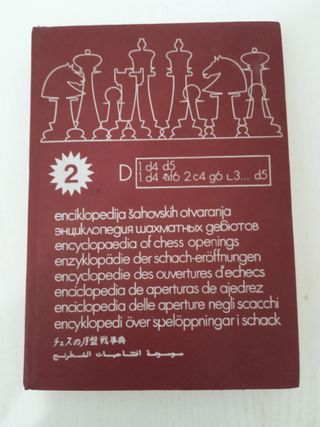 2
D
1 d4 d5
1 d4 ♘f6 2 c4 g6 ∟3... d5
enciklopedija šahovskih otvaranja
энциклопедия шахматных дебютов
encyclopaedia of chess openings
enzyklopödie der schach-eröffnungen
encyclopedie des ouvertures d'echecs
enciclopedia de aperturas de ajedrez
enciclopedia delle aperture negli scacchi
encyklopedi över spelöppningar i schack
チェスの序盤戦事典
موسوعة افتتاحيات الشطرنج